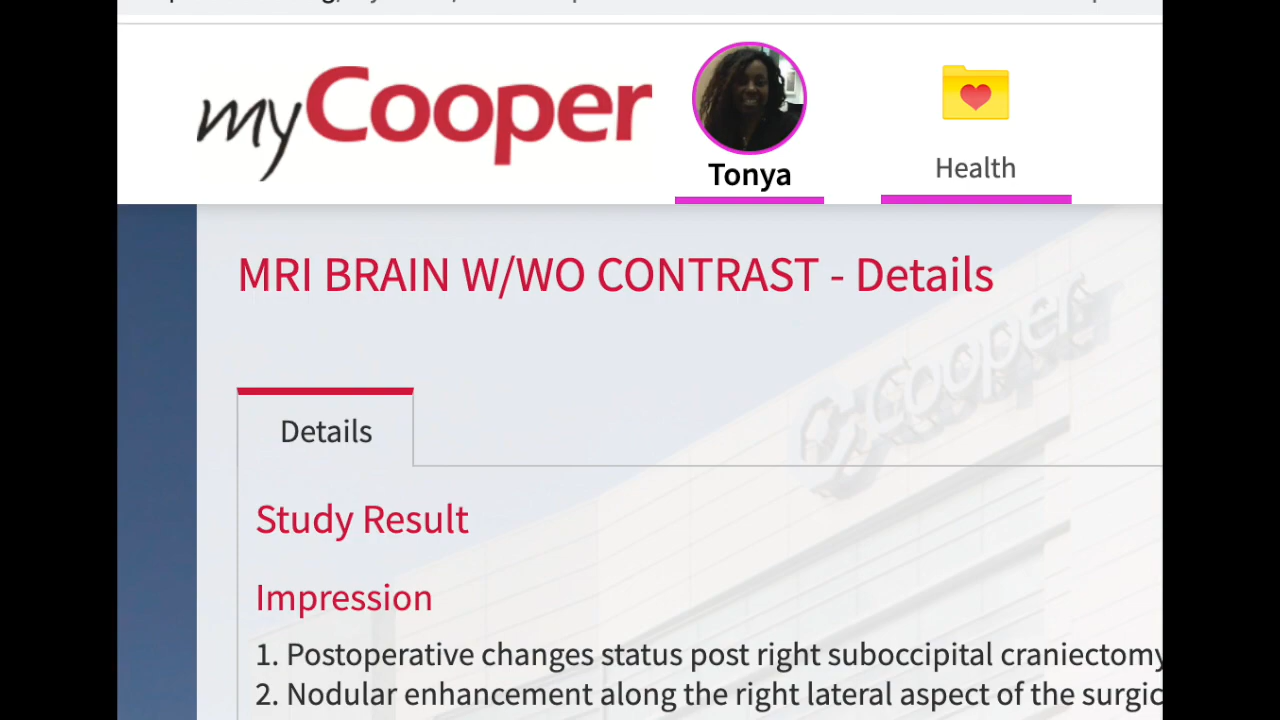 myCooper
Tonya
Health
MRI BRAIN W/WO CONTRAST - Details
Cooper
Details
Study Result
Impression
1. Postoperative changes status post right suboccipital craniectomy
2. Nodular enhancement along the right lateral aspect of the surgic